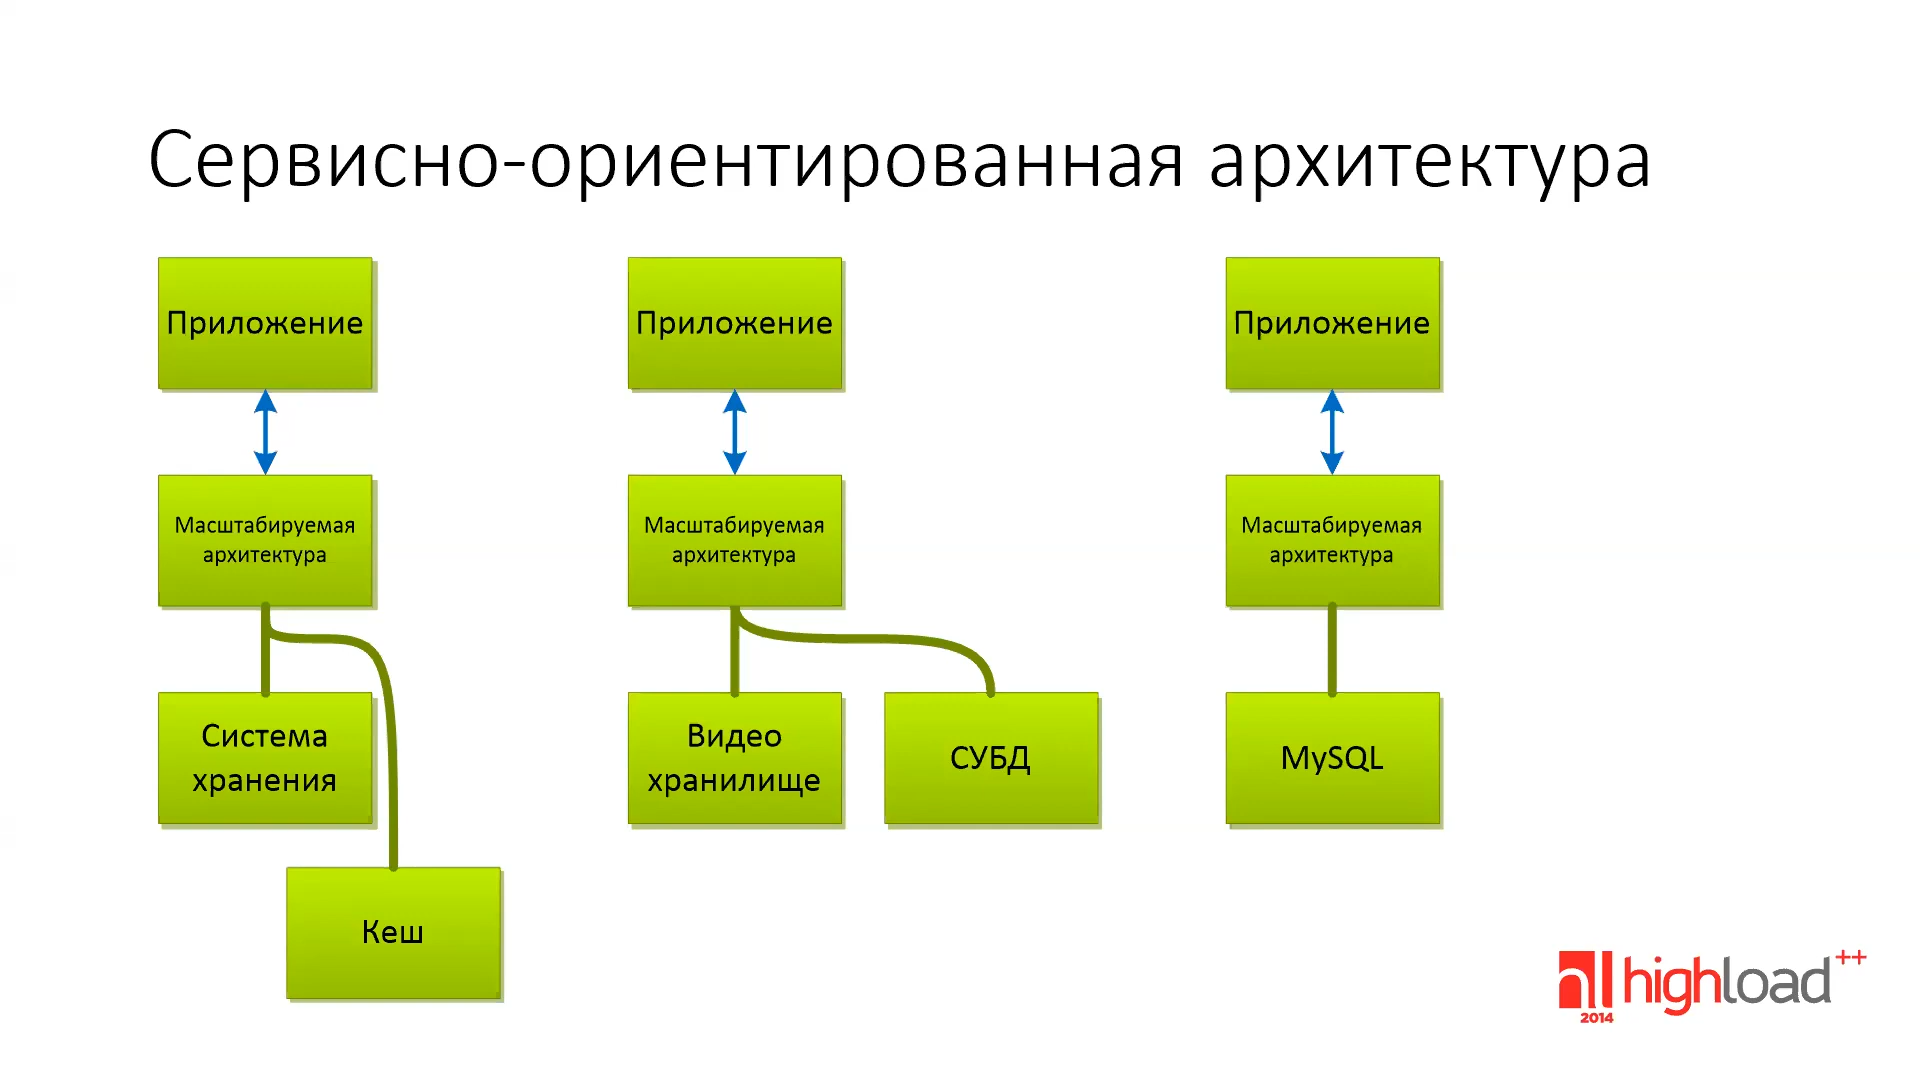 Сервисно-ориентированная архитектура
Приложение
Приложение
Приложение
Масштабируемая
архитектура
Масштабируемая
архитектура
Масштабируемая
архитектура
Система
хранения
Видео
хранилище
СУБД
MySQL
Кеш
highload++
2014